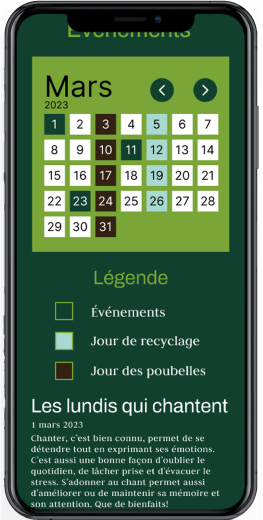 Événements
Mars
2023
1 2 3 4 5 6 7
8 9 10 11 12 13 14
15 16 17 18 19 20 21
22 23 24 25 26 27 28
29 30 31
Légende
Événements
Jour de recyclage
Jour des poubelles
Les lundis qui chantent
1 mars 2023
Chanter, c'est bien connu, permet de se
détendre tout en exprimant ses émotions.
C'est aussi une bonne façon d'oublier le
quotidien, de lâcher prise et d'évacuer le
stress. S'adonner au chant permet aussi
d'améliorer ou de maintenir sa mémoire et
son attention. Que de bienfaits!